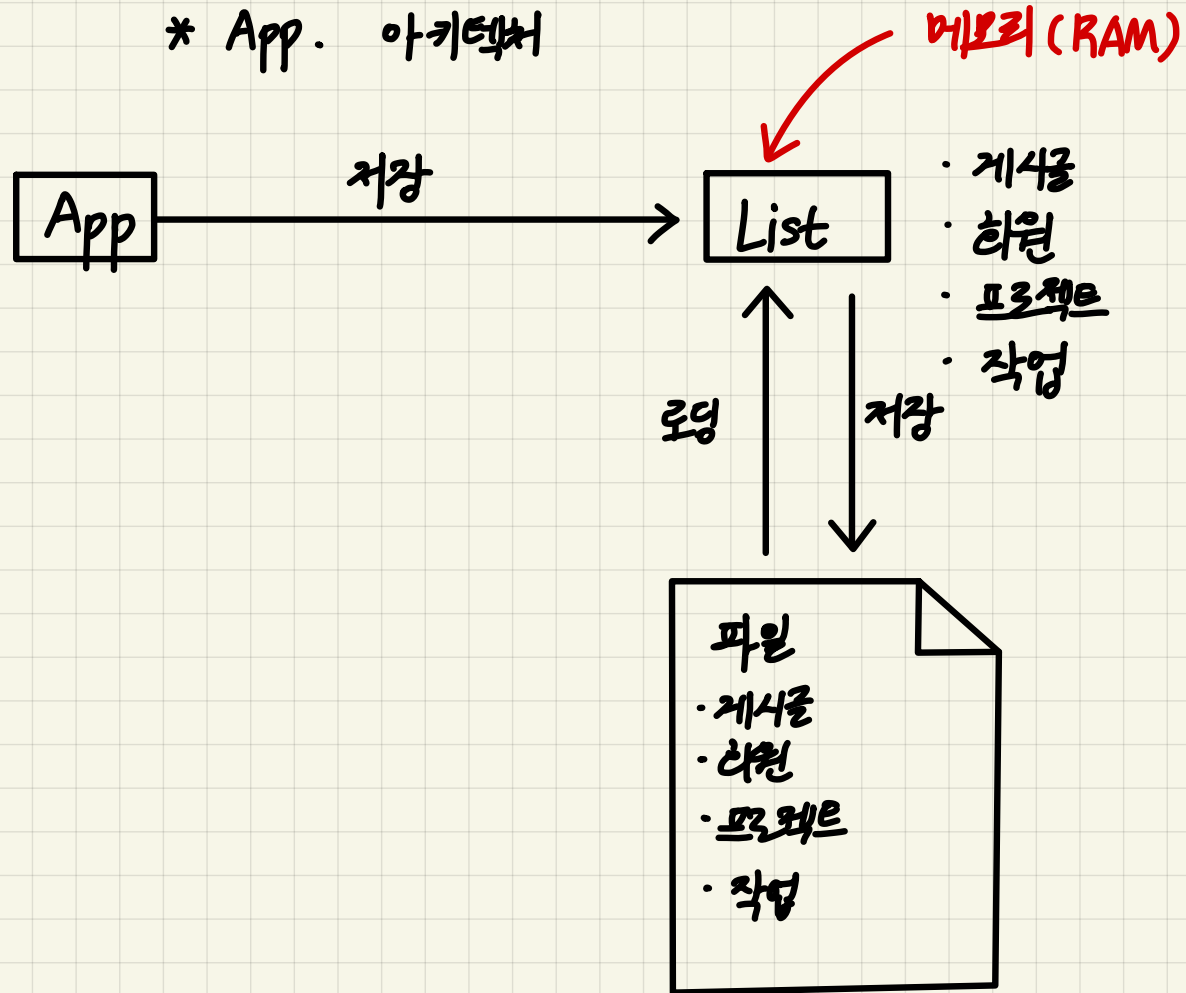 * App. 아키텍처
메모리 (RAM)
App
저장
List
· 게시글
· 회원
· 프로젝트
· 작업
로딩
저장
파일
· 게시글
· 회원
· 프로젝트
· 작업